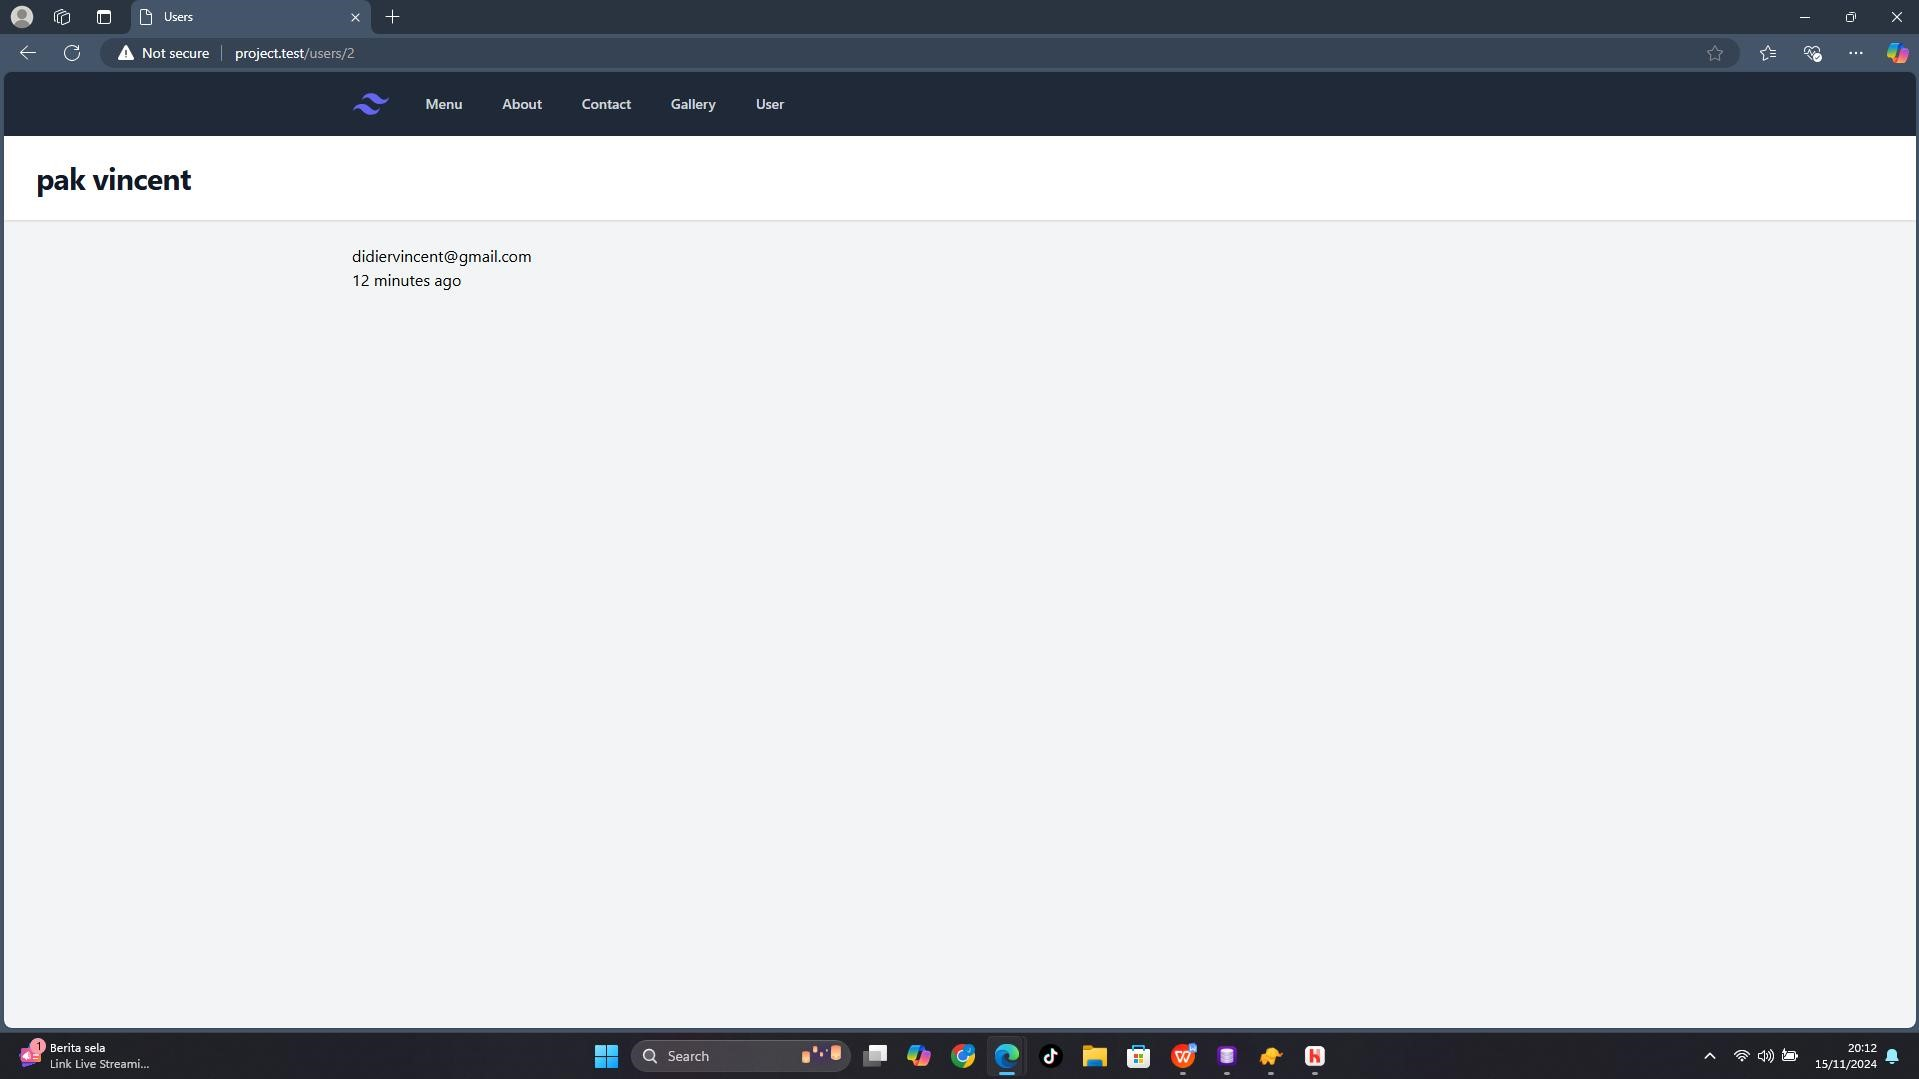 Users
Not secure
project.test/users/2
Menu
About
Contact
Gallery
User
pak vincent
didiervincent@gmail.com
12 minutes ago
1
Berita sela
Link Live Streami...
Search
W
h
20:12
15/11/2024